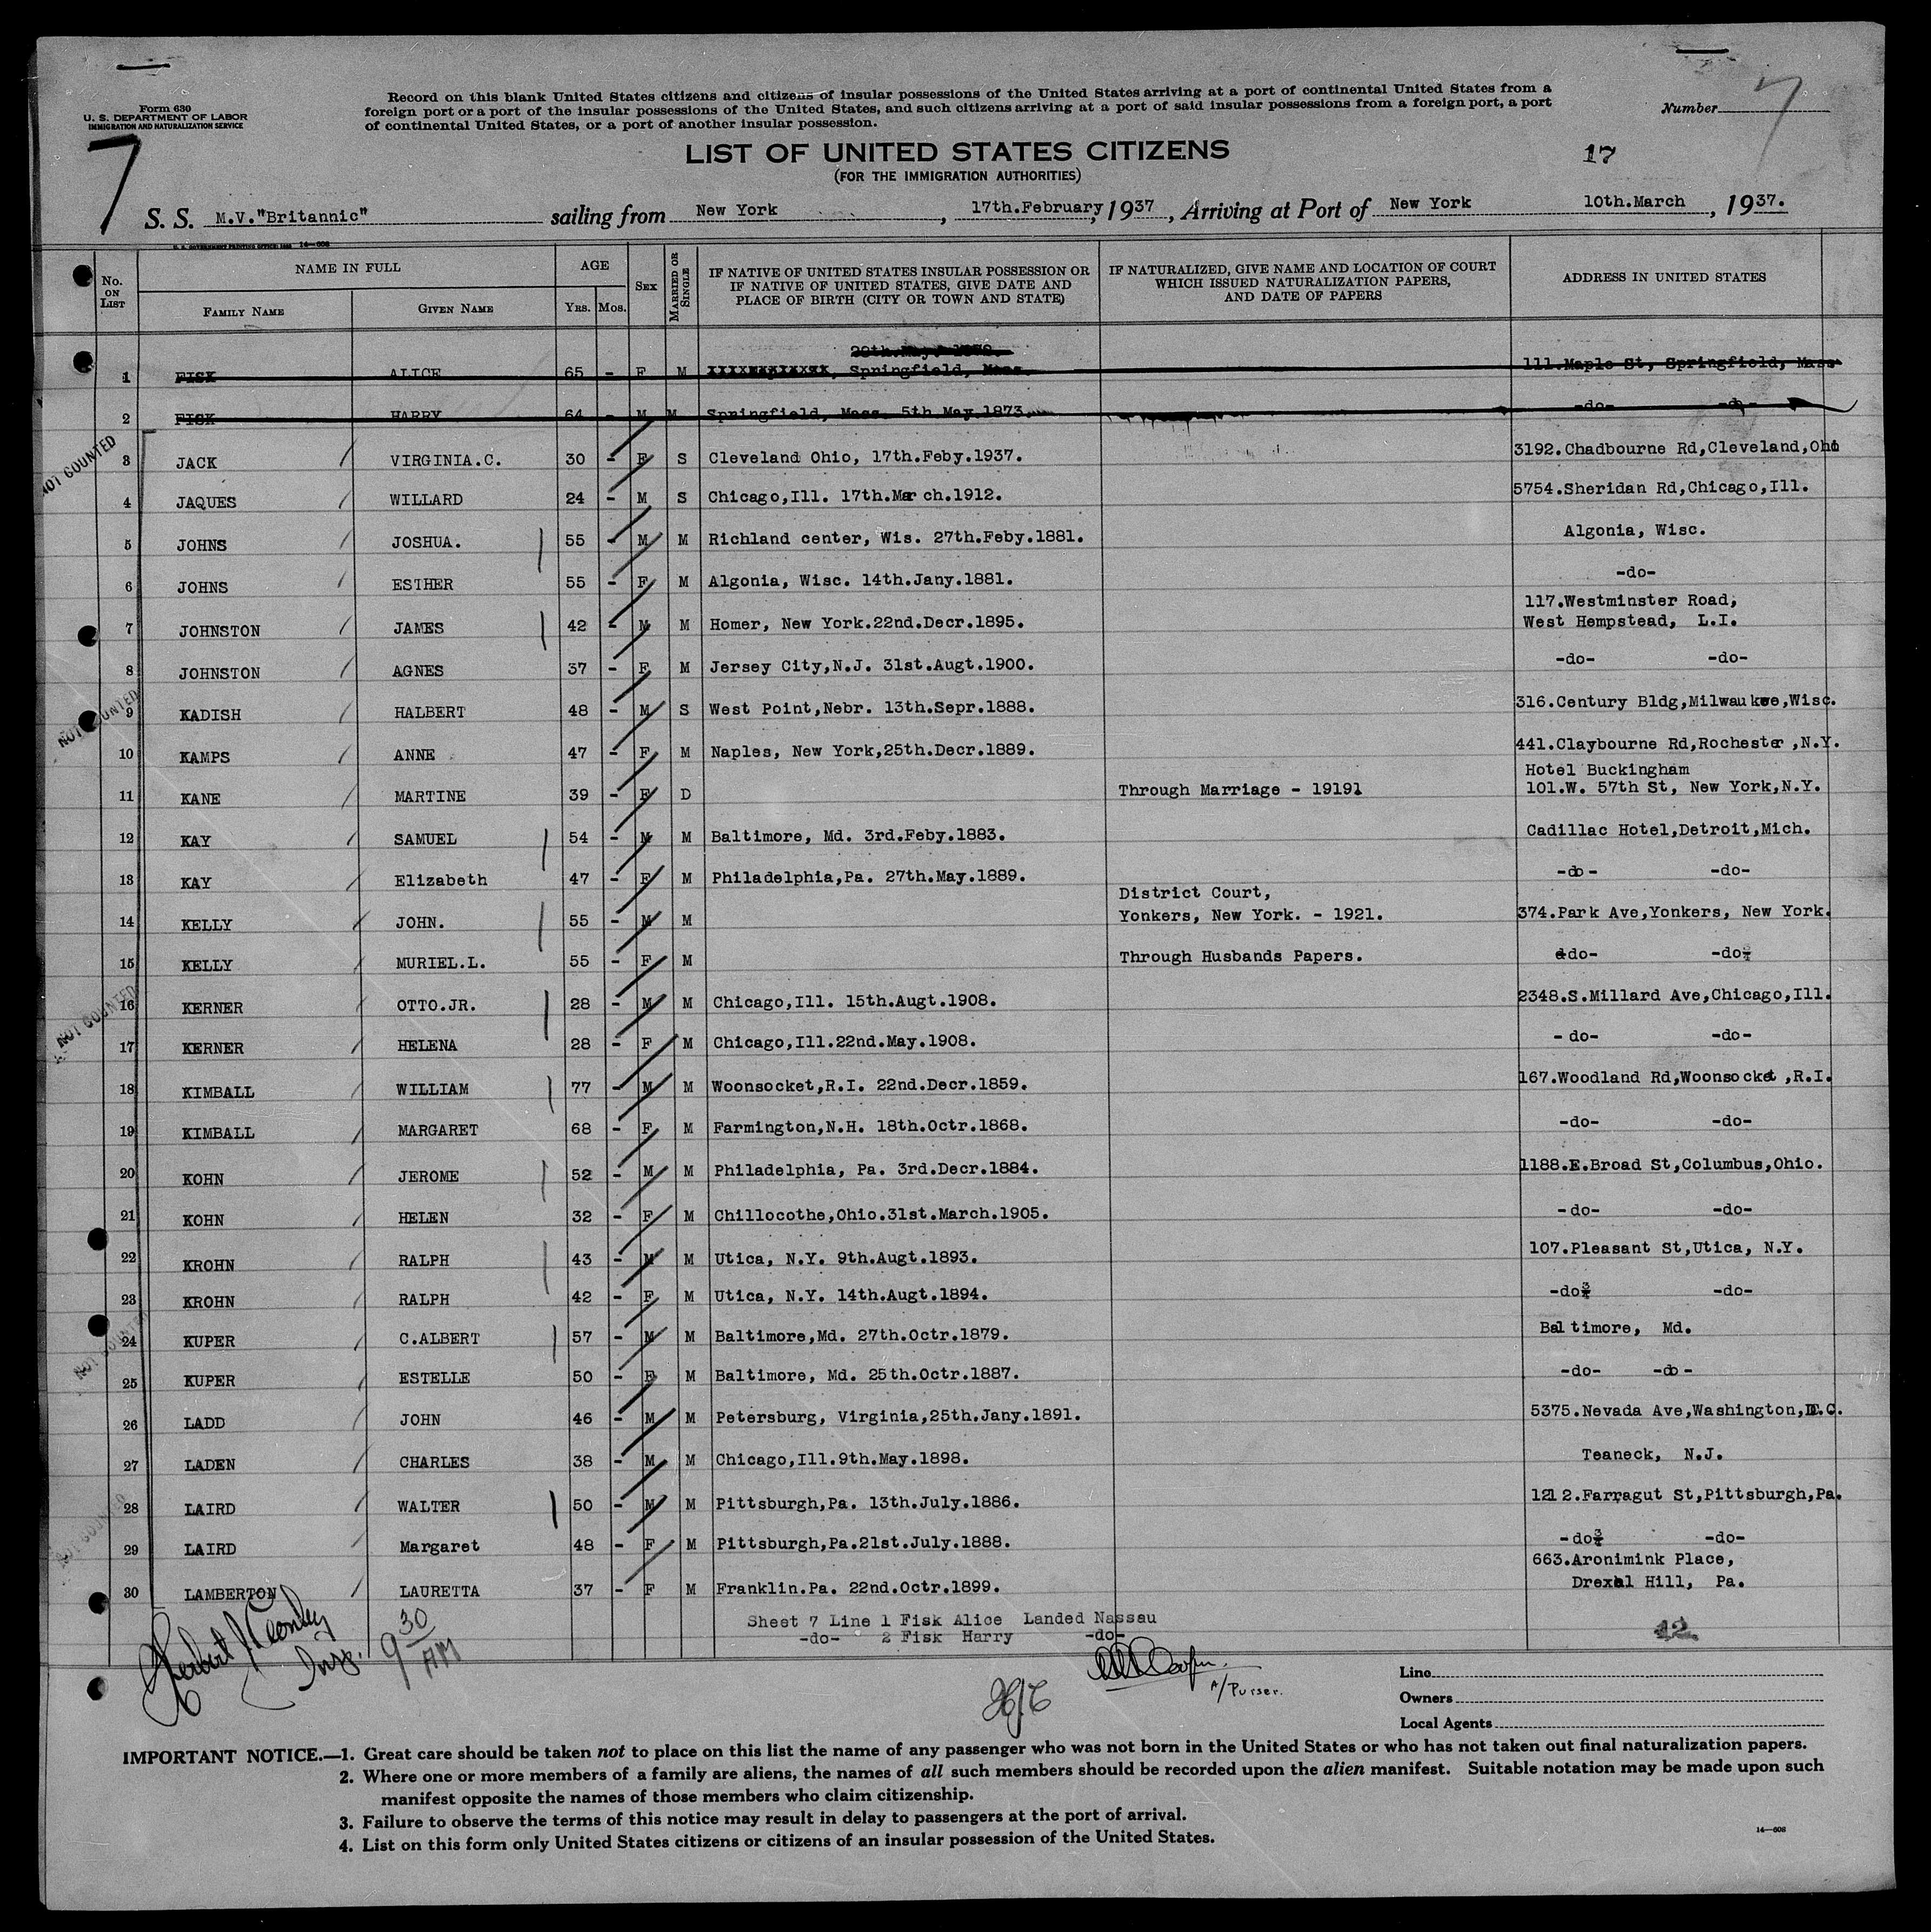 Form 630
U. S. DEPARTMENT OF LABOR
IMMIGRATION AND NATURALIZATION SERVICE
Record on this blank United States citizens and citizens of insular possessions of the United States arriving at a port of continental United States from a
foreign port or a port of the insular possessions of the United States, and such citizens arriving at a port of said insular possessions from a foreign port, a port
of continental United States, or a port of another insular possession.
Number 7
7
LIST OF UNITED STATES CITIZENS
17
(FOR THE IMMIGRATION AUTHORITIES)
S. S. M.V."Britannic" sailing from New York, 17th.February, 1937, Arriving at Port of New York 10th.March, 1937.
U. S. GOVERNMENT PRINTING OFFICE 14—608
No. ON LIST
NAME IN FULL
FAMILY NAME GIVEN NAME
AGE
YRS. MOS.
SEX
MARRIED OR SINGLE
IF NATIVE OF UNITED STATES INSULAR POSSESSION OR
IF NATIVE OF UNITED STATES, GIVE DATE AND
PLACE OF BIRTH (CITY OR TOWN AND STATE)
IF NATURALIZED, GIVE NAME AND LOCATION OF COURT
WHICH ISSUED NATURALIZATION PAPERS,
AND DATE OF PAPERS
ADDRESS IN UNITED STATES
1 FISK ALICE 65 - F M Springfield, Mass. 111.Maple St, Springfield, Mass
2 FISK HARRY 64 - M M Springfield, Mass. 5th.May.1873. -do- -do-
NOT COUNTED
3 JACK VIRGINIA.C. 30 - F S Cleveland Ohio, 17th.Feby.1937. 3192.Chadbourne Rd,Cleveland,Ohio
4 JAQUES WILLARD 24 - M S Chicago,Ill. 17th.March.1912. 5754.Sheridan Rd,Chicago,Ill.
5 JOHNS JOSHUA. 55 - M M Richland center, Wis. 27th.Feby.1881. Algonia, Wisc.
6 JOHNS ESTHER 55 - F M Algonia, Wisc. 14th.Jany.1881. -do-
117.Westminster Road,
7 JOHNSTON JAMES 42 - M M Homer, New York.22nd.Decr.1895. West Hempstead, L.I.
8 JOHNSTON AGNES 37 - F M Jersey City,N.J. 31st.Augt.1900. -do- -do-
NOT COUNTED
9 KADISH HALBERT 48 - M S West Point,Nebr. 13th.Sepr.1888. 316.Century Bldg,Milwaukee,Wisc.
10 KAMPS ANNE 47 - F M Naples, New York,25th.Decr.1889. 441.Claybourne Rd,Rochester ,N.Y.
Hotel Buckingham
11 KANE MARTINE 39 - F D Through Marriage - 19191 101.W. 57th St, New York,N.Y.
12 KAY SAMUEL 54 - M M Baltimore, Md. 3rd.Feby.1883. Cadillac Hotel,Detroit,Mich.
13 KAY Elizabeth 47 - F M Philadelphia,Pa. 27th.May.1889. -do- -do-
District Court,
14 KELLY JOHN. 55 - M M Yonkers, New York. - 1921. 374.Park Ave,Yonkers, New York.
15 KELLY MURIEL.L. 55 - F M Through Husbands Papers. -do- -do-
NOT COUNTED
16 KERNER OTTO.JR. 28 - M M Chicago,Ill. 15th.Augt.1908. 2348.S.Millard Ave,Chicago,Ill.
17 KERNER HELENA 28 - F M Chicago,Ill.22nd.May.1908. - do- -do-
18 KIMBALL WILLIAM 77 - M M Woonsocket,R.I. 22nd.Decr.1859. 167.Woodland Rd,Woonsocket ,R.I.
19 KIMBALL MARGARET 68 - F M Farmington,N.H. 18th.Octr.1868. -do- -do-
20 KOHN JEROME 52 - M M Philadelphia, Pa. 3rd.Decr.1884. 1188.E.Broad St,Columbus,Ohio.
21 KOHN HELEN 32 - F M Chillocothe,Ohio.31st.March.1905. -do- -do-
22 KROHN RALPH 43 - M M Utica, N.Y. 9th.Augt.1893. 107.Pleasant St,Utica, N.Y.
23 KROHN RALPH 42 - F M Utica, N.Y. 14th.Augt.1894. -do- -do-
NOT COUNTED
24 KUPER C.ALBERT 57 - M M Baltimore,Md. 27th.Octr.1879. Baltimore, Md.
25 KUPER ESTELLE 50 - F M Baltimore, Md. 25th.Octr.1887. -do- -do-
26 LADD JOHN 46 - M M Petersburg, Virginia,25th.Jany.1891. 5375.Nevada Ave,Washington,D.C.
27 LADEN CHARLES 38 - M M Chicago,Ill.9th.May.1898. Teaneck, N.J.
NOT COUNTED
28 LAIRD WALTER 50 - M M Pittsburgh,Pa. 13th.July.1886. 1212.Farragut St,Pittsburgh,Pa.
29 LAIRD Margaret 48 - F M Pittsburgh,Pa.21st.July.1888. -do- -do-
663.Aronimink Place,
30 LAMBERTON LAURETTA 37 - F M Franklin.Pa. 22nd.Octr.1899. Drexel Hill, Pa.
Sheet 7 Line 1 Fisk Alice Landed Nassau
-do- 2 Fisk Harry -do-
12
Herbert
Insp.
9 30 AM
A/Purser.
Line
Owners
Local Agents
IMPORTANT NOTICE.—1. Great care should be taken not to place on this list the name of any passenger who was not born in the United States or who has not taken out final naturalization papers.
2. Where one or more members of a family are aliens, the names of all such members should be recorded upon the alien manifest. Suitable notation may be made upon such
manifest opposite the names of those members who claim citizenship.
3. Failure to observe the terms of this notice may result in delay to passengers at the port of arrival.
4. List on this form only United States citizens or citizens of an insular possession of the United States.
14—608